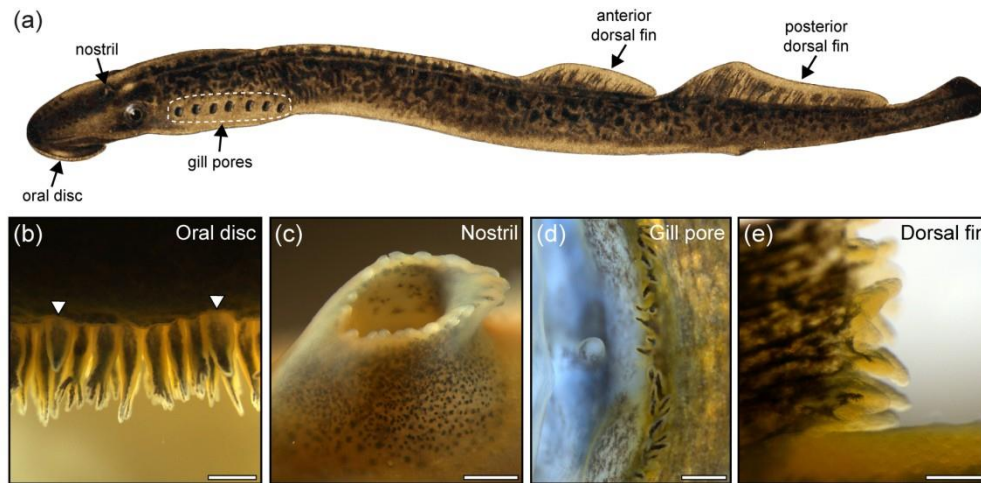 (a)
nostril
anterior
dorsal fin
posterior
dorsal fin
gill pores
oral disc
(b) Oral disc
(c) Nostril
(d) Gill pore
(e) Dorsal fin